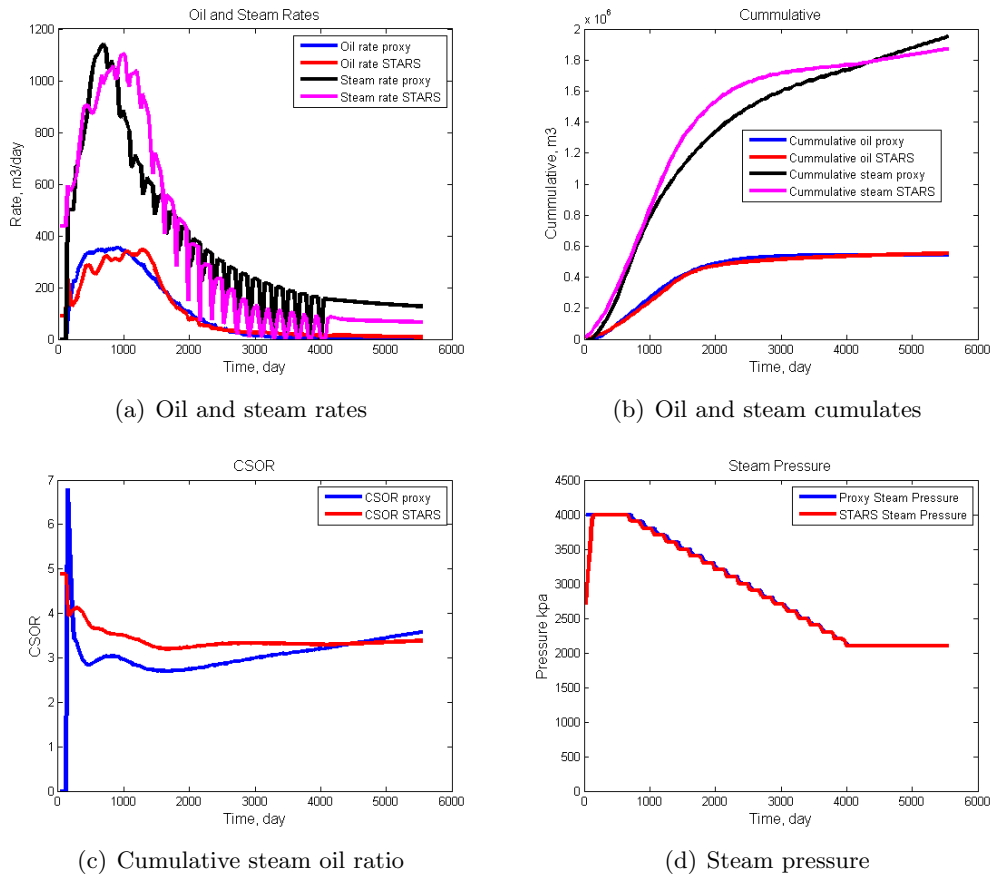 Oil and Steam Rates
1200
1000
800
600
400
200
0
Rate, m3/day
Oil rate proxy
Oil rate STARS
Steam rate proxy
Steam rate STARS
0 1000 2000 3000 4000 5000 6000
Time, day
(a) Oil and steam rates
Cummulative
x 10^6
2
1.8
1.6
1.4
1.2
1
0.8
0.6
0.4
0.2
0
Cummulative, m3
Cummulative oil proxy
Cummulative oil STARS
Cummulative steam proxy
Cummulative steam STARS
0 1000 2000 3000 4000 5000 6000
Time, day
(b) Oil and steam cumulates
CSOR
7
6
5
4
3
2
1
0
CSOR
CSOR proxy
CSOR STARS
0 1000 2000 3000 4000 5000 6000
Time, day
(c) Cumulative steam oil ratio
Steam Pressure
4500
4000
3500
3000
2500
2000
1500
1000
500
0
Pressure kpa
Proxy Steam Pressure
STARS Steam Pressure
0 1000 2000 3000 4000 5000 6000
Time, day
(d) Steam pressure